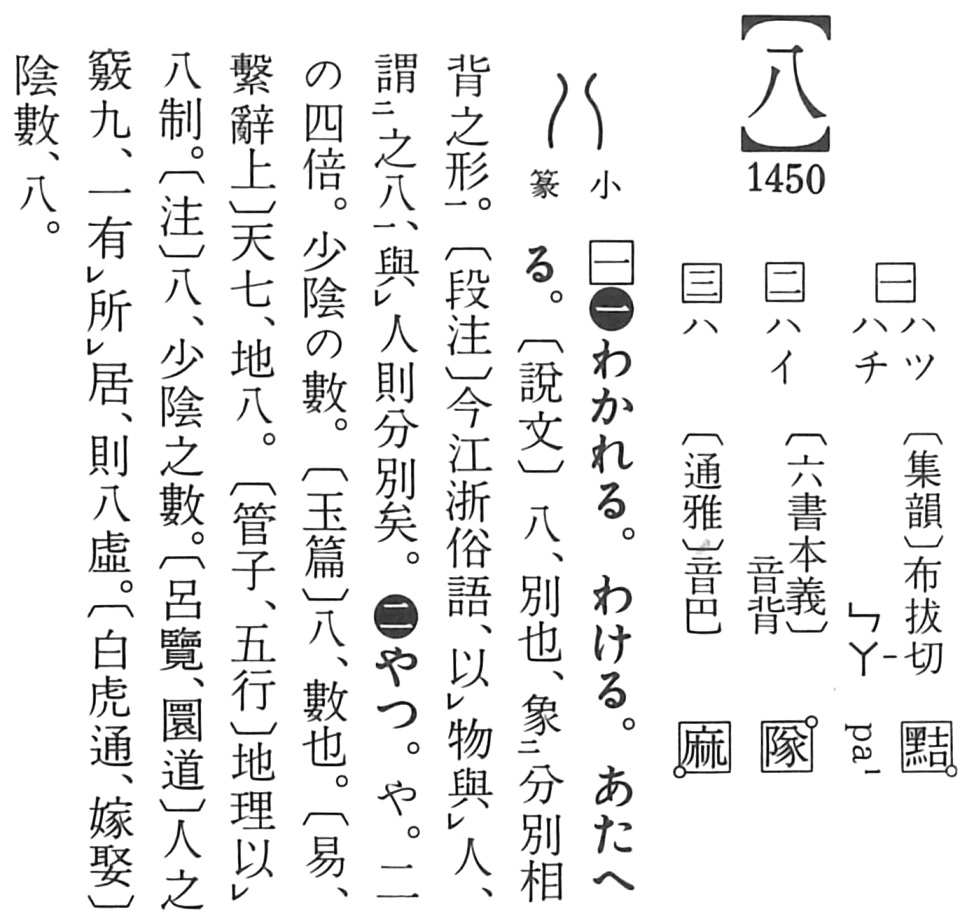 【八】
1450
一 ハツ 〔集韻〕布拔切 黠
ハチ ㄅㄚ- pa¹
二 ハイ 〔六書本義〕音背 隊
三 ハ 〔通雅〕音巴 麻
小篆
一 一 わかれる。わける。あたへ
る。〔說文〕八、別也、象二分別相
背之形一。〔段注〕今江浙俗語、以レ物與レ人、
謂二之八一、與レ人則分別矣。二 やつ。や。二
の四倍。少陰の數。〔玉篇〕八、數也。〔易、
繫辭上〕天七、地八。〔管子、五行〕地理以レ
八制。〔注〕八、少陰之數。〔呂覽、圜道〕人之
竅九、一有レ所レ居、則八虛。〔白虎通、嫁娶〕
陰數、八。